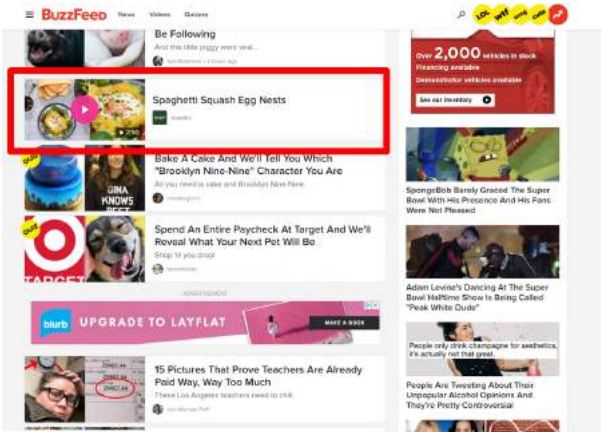 BuzzFeed News Videos Quizzes
LOL wtf omg cute
Be Following
And this little piggy went viral...
Spaghetti Squash Egg Nests
2:50
Quiz
GINA
KNOWS
BEST
Bake A Cake And We'll Tell You Which
"Brooklyn Nine-Nine" Character You Are
All you need is cake and Brooklyn Nine-Nine.
Quiz
TARGET
Spend An Entire Paycheck At Target And We'll
Reveal What Your Next Pet Will Be
Shop 'til you drop!
ADVERTISEMENT
blurb UPGRADE TO LAYFLAT MAKE A BOOK
15 Pictures That Prove Teachers Are Already
Paid Way, Way Too Much
These Los Angeles teachers need to chill.
Over 2,000 vehicles in stock
Financing available
Demonstrator vehicles available
See our inventory
SpongeBob Barely Graced The Super
Bowl With His Presence And His Fans
Were Not Pleased
Adam Levine's Dancing At The Super
Bowl Halftime Show Is Being Called
"Peak White Dude"
People only drink champagne for aesthetics,
it's actually not that great.
People Are Tweeting About Their
Unpopular Alcohol Opinions And
They're Pretty Controversial